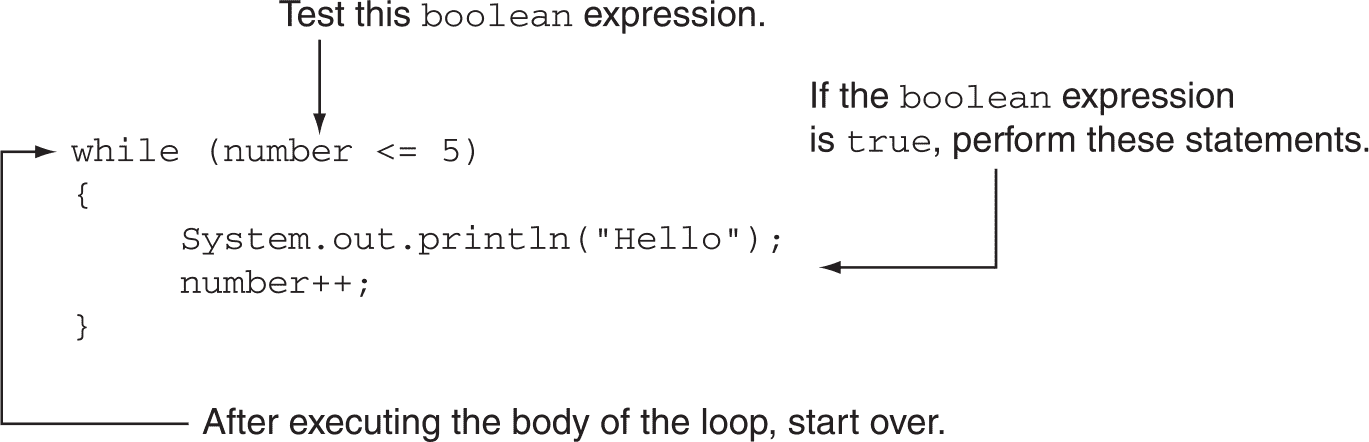 Test this boolean expression.
If the boolean expression
is true, perform these statements.
while (number <= 5)
{
System.out.println("Hello");
number++;
}
After executing the body of the loop, start over.